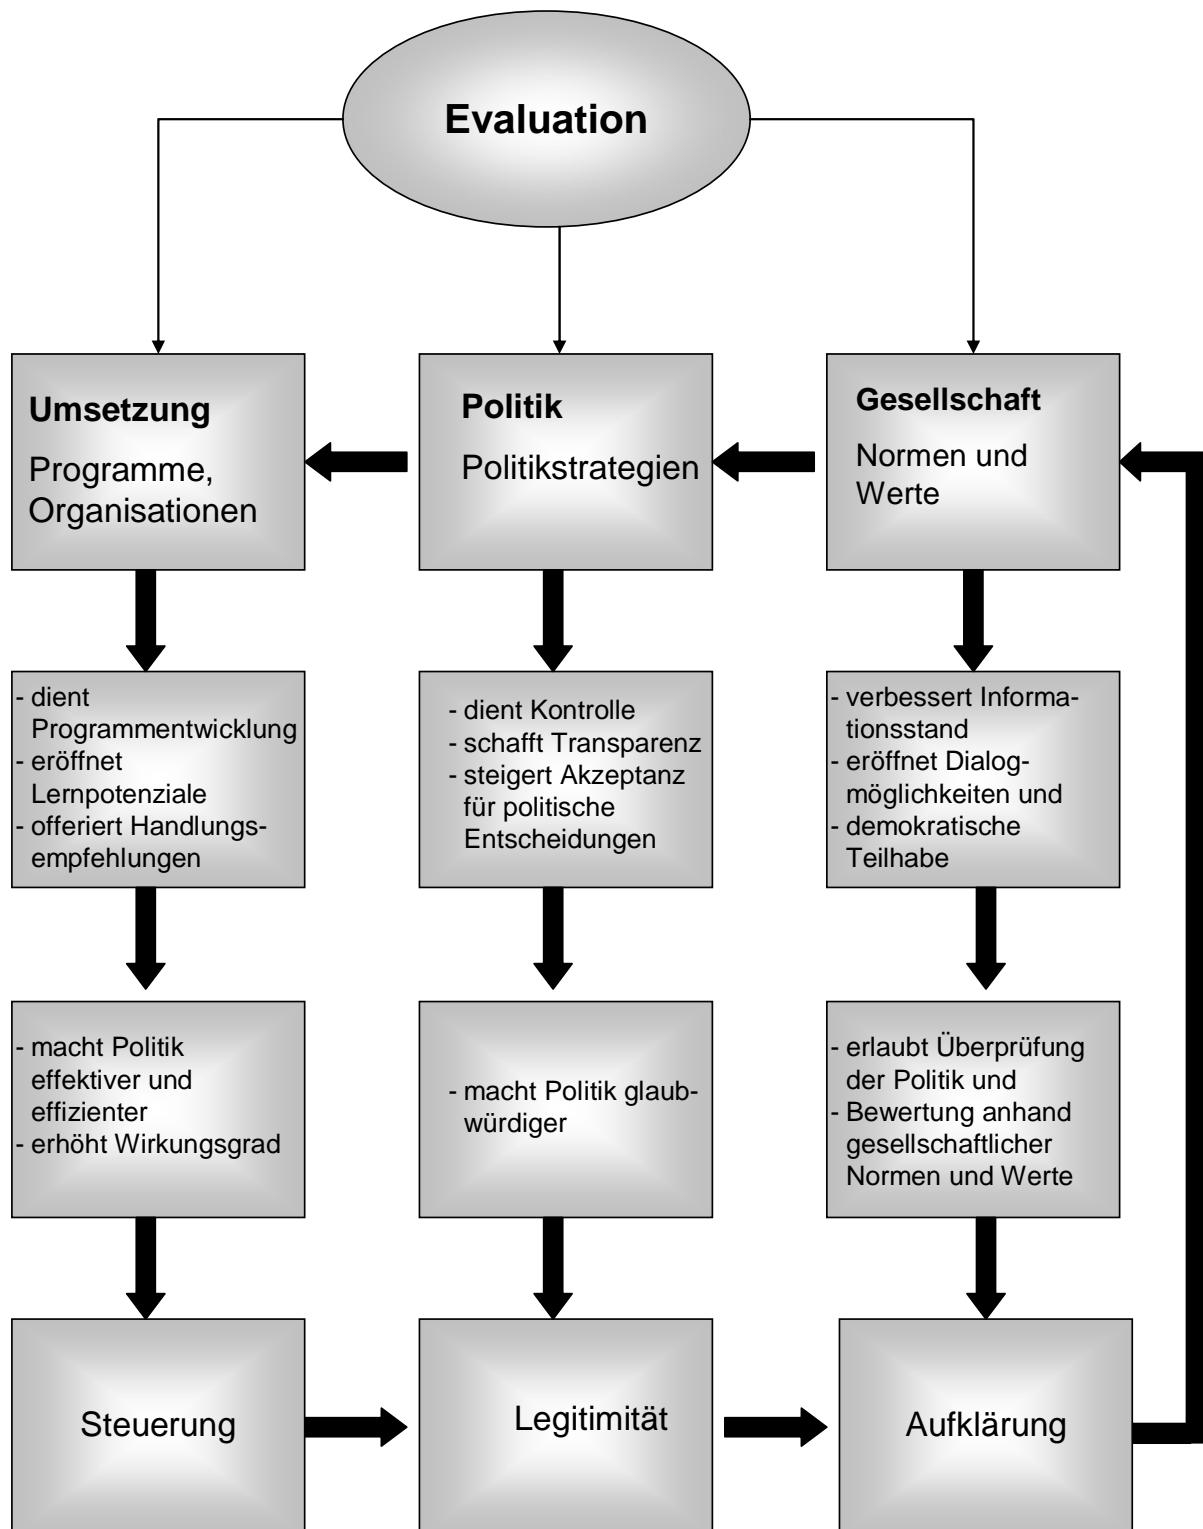 Evaluation
Umsetzung
Programme,
Organisationen
Politik
Politikstrategien
Gesellschaft
Normen und
Werte
- dient
Programmentwicklung
- eröffnet
Lernpotenziale
- offeriert Handlungs-
empfehlungen
- dient Kontrolle
- schafft Transparenz
- steigert Akzeptanz
für politische
Entscheidungen
- verbessert Informa-
tionsstand
- eröffnet Dialog-
möglichkeiten und
- demokratische
Teilhabe
- macht Politik
effektiver und
effizienter
- erhöht Wirkungsgrad
- macht Politik glaub-
würdiger
- erlaubt Überprüfung
der Politik und
- Bewertung anhand
gesellschaftlicher
Normen und Werte
Steuerung
Legitimität
Aufklärung